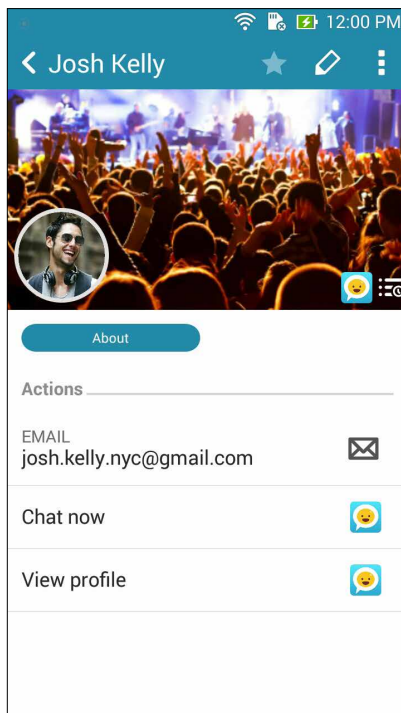 12:00 PM
Josh Kelly
About
Actions
EMAIL
josh.kelly.nyc@gmail.com
Chat now
View profile